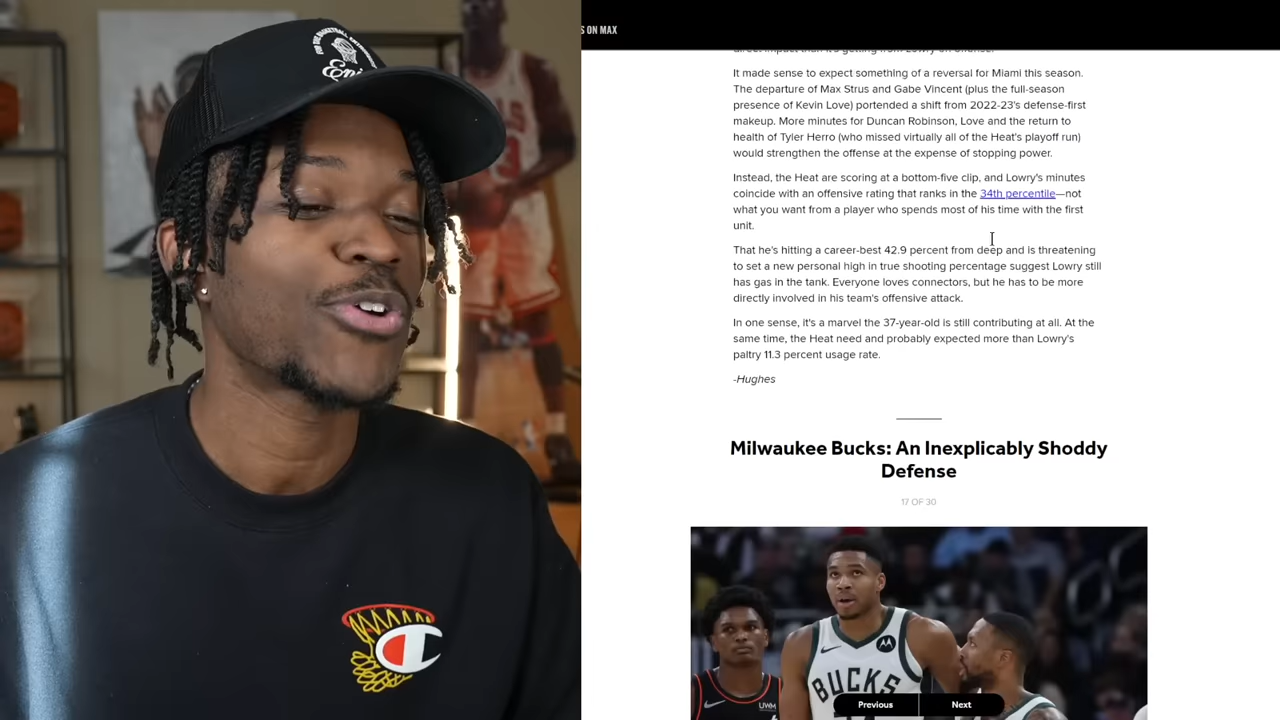 S ON MAX
direct impact than it's getting from Lowry on offense.
It made sense to expect something of a reversal for Miami this season.
The departure of Max Strus and Gabe Vincent (plus the full-season
presence of Kevin Love) portended a shift from 2022-23's defense-first
makeup. More minutes for Duncan Robinson, Love and the return to
health of Tyler Herro (who missed virtually all of the Heat's playoff run)
would strengthen the offense at the expense of stopping power.
Instead, the Heat are scoring at a bottom-five clip, and Lowry's minutes
coincide with an offensive rating that ranks in the 34th percentile—not
what you want from a player who spends most of his time with the first
unit.
That he's hitting a career-best 42.9 percent from deep and is threatening
to set a new personal high in true shooting percentage suggest Lowry still
has gas in the tank. Everyone loves connectors, but he has to be more
directly involved in his team's offensive attack.
In one sense, it's a marvel the 37-year-old is still contributing at all. At the
same time, the Heat need and probably expected more than Lowry's
paltry 11.3 percent usage rate.
-Hughes
Milwaukee Bucks: An Inexplicably Shoddy
Defense
17 OF 30
BUCKS
UWM
Previous
Next